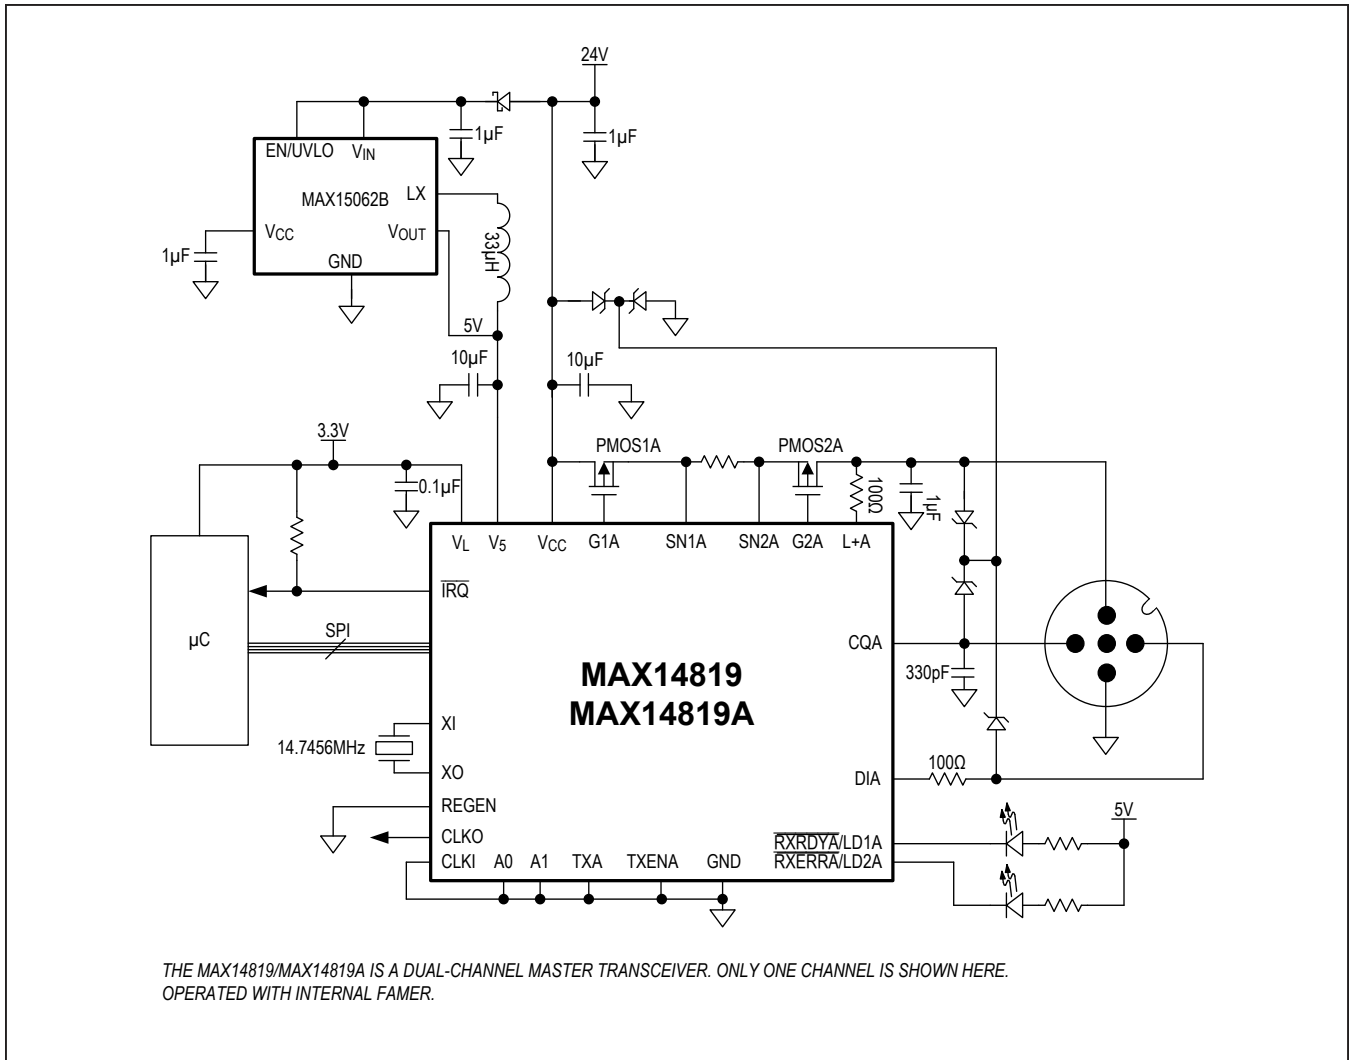 24V
1µF
1µF
EN/UVLO VIN
MAX15062B
LX
VCC
VOUT
GND
1µF
33µH
5V
10µF
10µF
3.3V
0.1µF
PMOS1A
PMOS2A
100Ω
1µF
VL V5 VCC G1A SN1A SN2A G2A L+A
IRQ
µC
SPI
CQA
330pF
MAX14819
MAX14819A
XI
14.7456MHz
XO
DIA
100Ω
REGEN
CLKO
CLKI A0 A1 TXA TXENA GND
RXRDYA/LD1A
RXERRA/LD2A
5V
THE MAX14819/MAX14819A IS A DUAL-CHANNEL MASTER TRANSCEIVER. ONLY ONE CHANNEL IS SHOWN HERE.
OPERATED WITH INTERNAL FAMER.